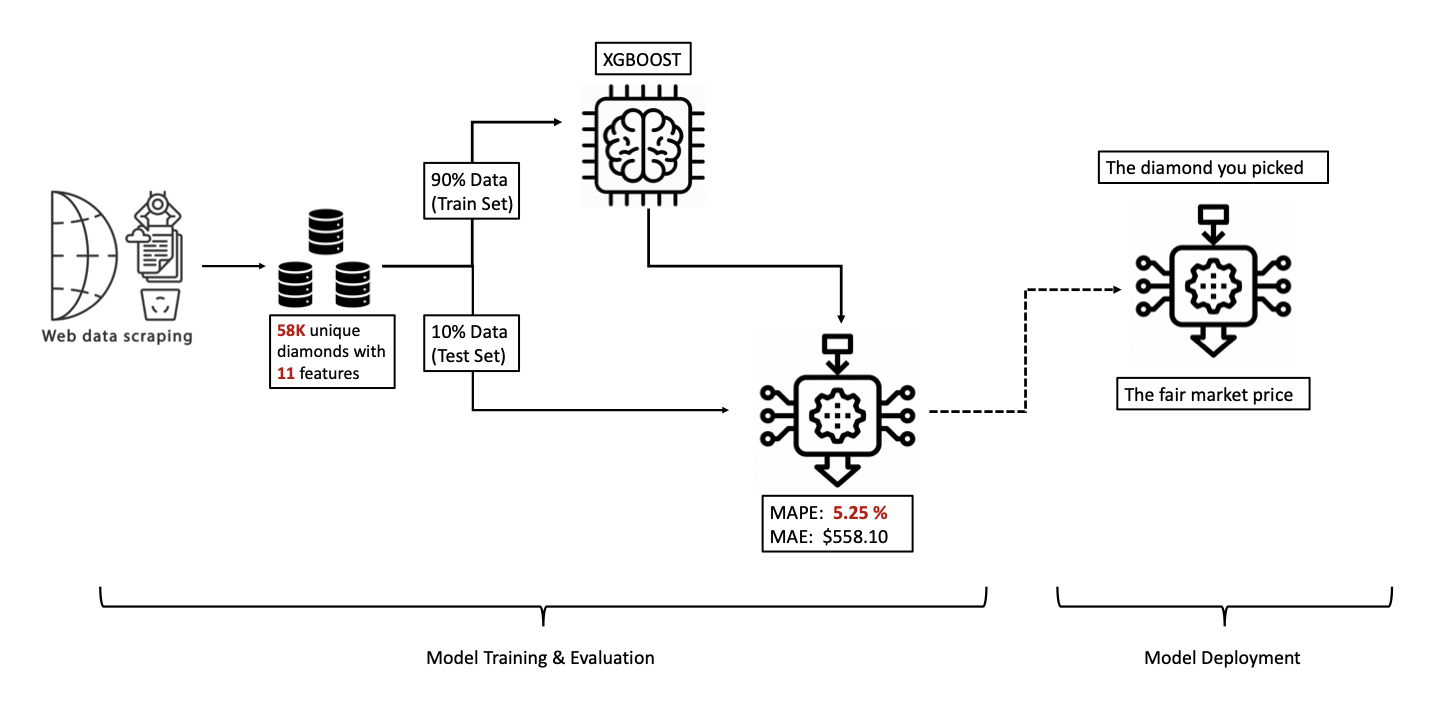 XGBOOST
90% Data
(Train Set)
The diamond you picked
Web data scraping
58K unique
diamonds with
11 features
10% Data
(Test Set)
The fair market price
MAPE: 5.25 %
MAE: $558.10
Model Training & Evaluation
Model Deployment